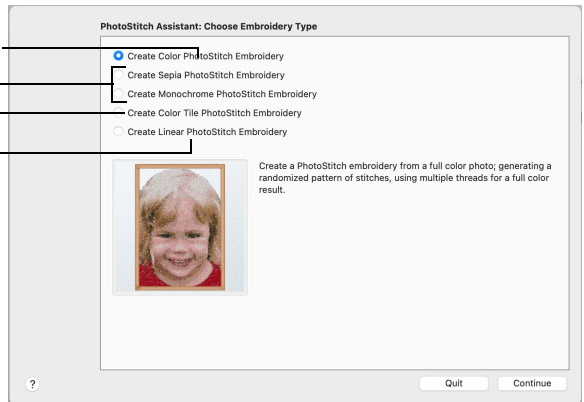 PhotoStitch Assistant: Choose Embroidery Type
Create Color PhotoStitch Embroidery
Create Sepia PhotoStitch Embroidery
Create Monochrome PhotoStitch Embroidery
Create Color Tile PhotoStitch Embroidery
Create Linear PhotoStitch Embroidery
Create a PhotoStitch embroidery from a full color photo; generating a
randomized pattern of stitches, using multiple threads for a full color
result.
? Quit Continue